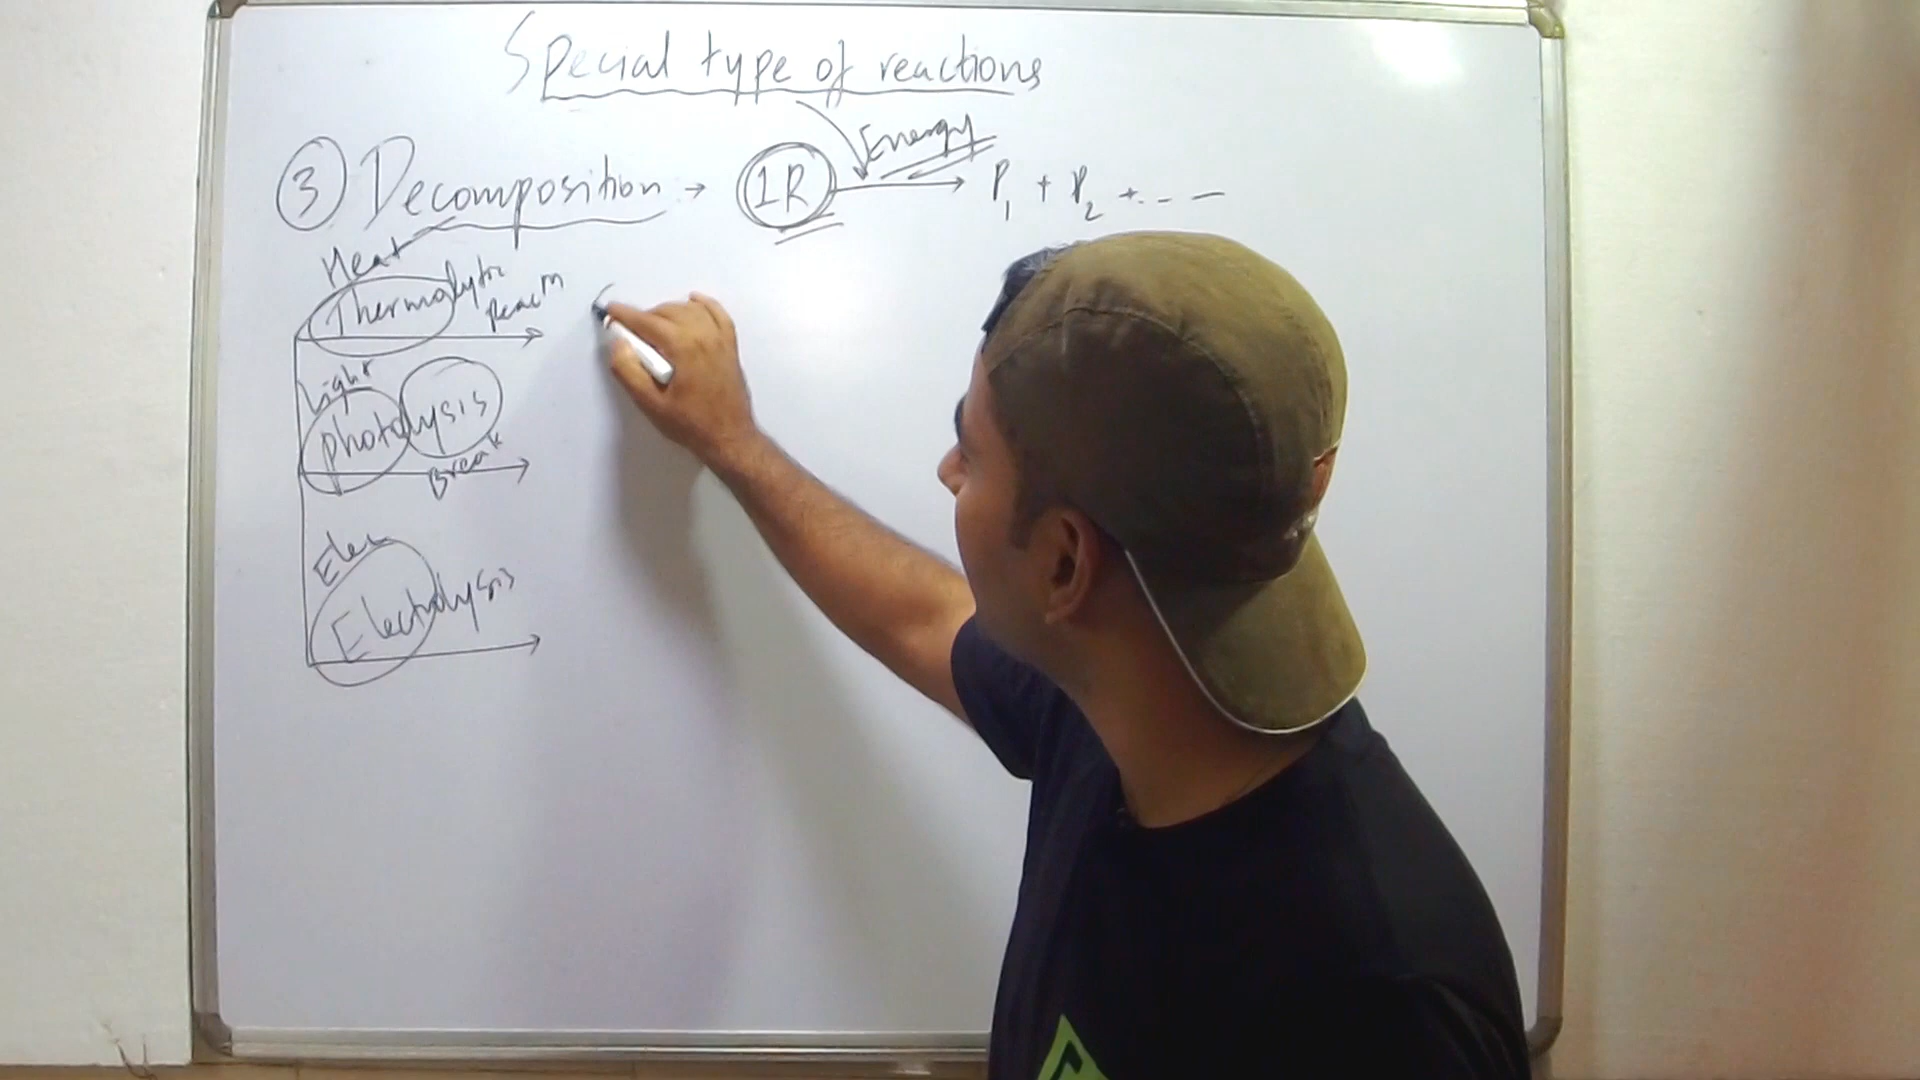 Special type of reactions
③ Decomposition → 1R Energy → P₁ + P₂ + - - -
Heat
Thermolytic Reacⁿ
Light
photolysis
Break
Elec
Electrolysis